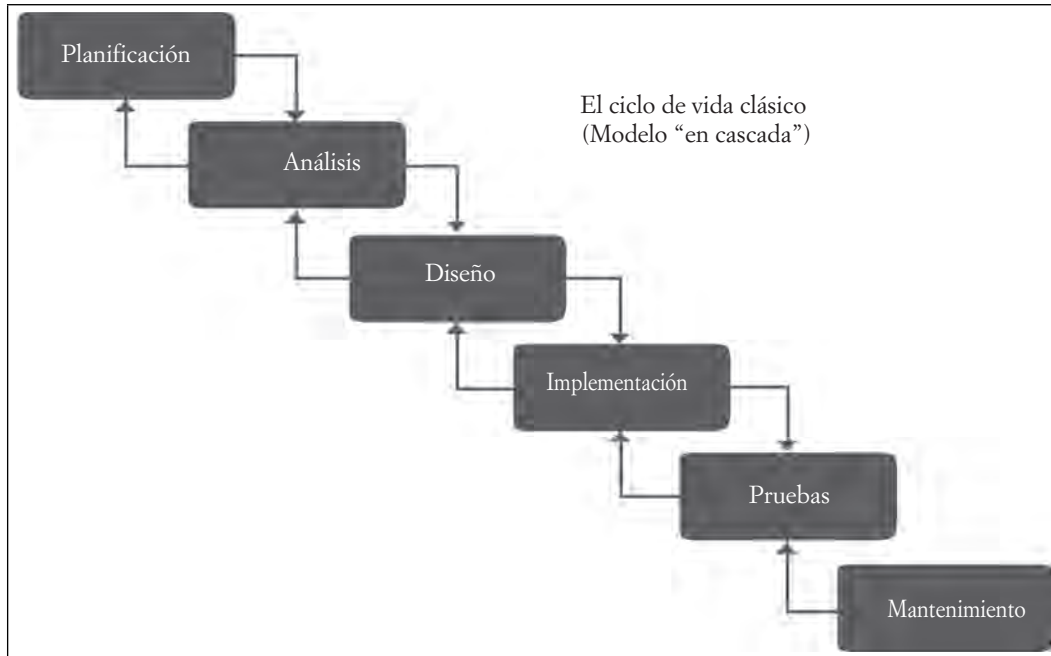 Planificación
El ciclo de vida clásico
(Modelo “en cascada”)
Análisis
Diseño
Implementación
Pruebas
Mantenimiento